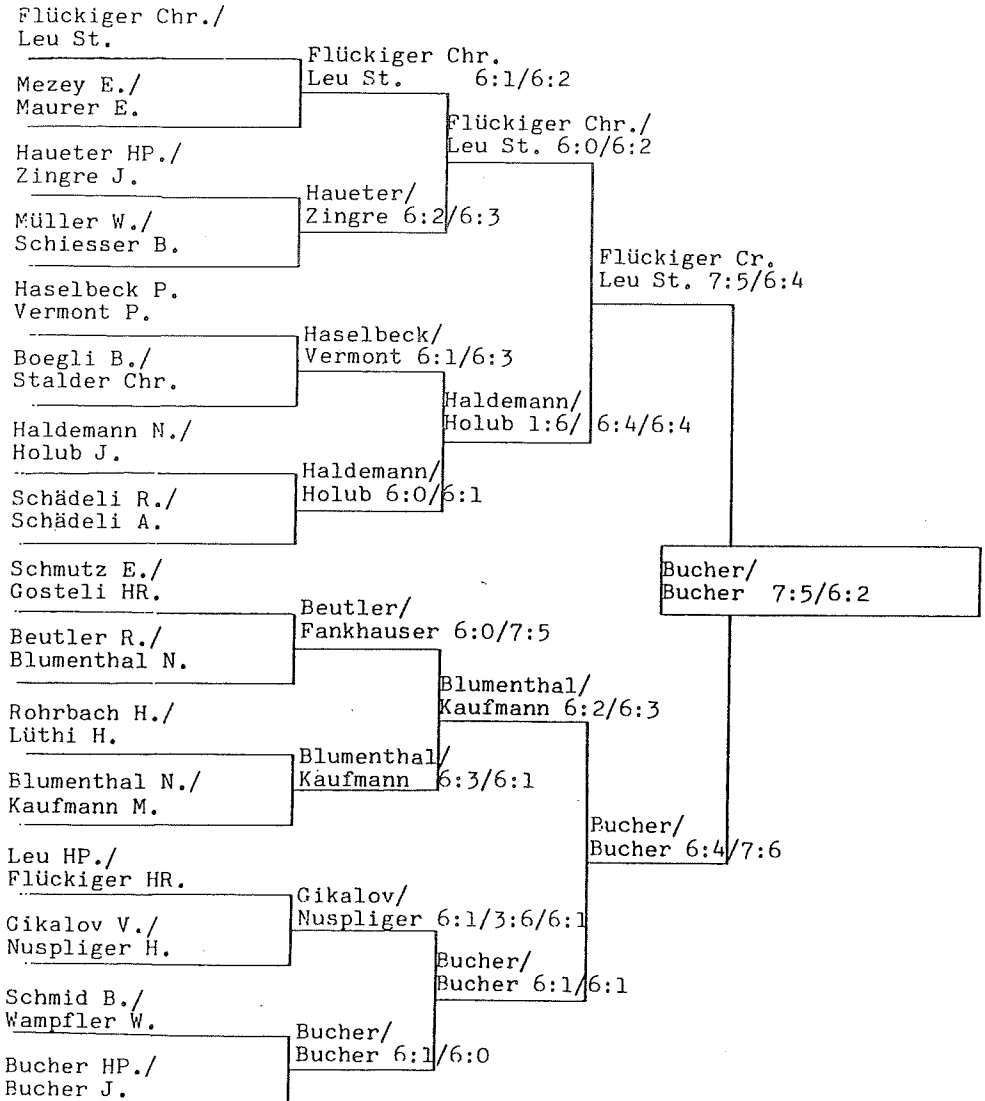 Flückiger Chr./
Leu St.
Mezey E./
Maurer E.
Haueter HP./
Zingre J.
Müller W./
Schiesser B.
Haselbeck P.
Vermont P.
Boegli B./
Stalder Chr.
Haldemann N./
Holub J.
Schädeli R./
Schädeli A.
Schmutz E./
Gosteli HR.
Beutler R./
Blumenthal N.
Rohrbach H./
Lüthi H.
Blumenthal N./
Kaufmann M.
Leu HP./
Flückiger HR.
Gikalov V./
Nuspliger H.
Schmid B./
Wampfler W.
Bucher HP./
Bucher J.
Flückiger Chr.
Leu St. 6:1/6:2
Haueter/
Zingre 6:2/6:3
Haselbeck/
Vermont 6:1/6:3
Haldemann/
Holub 6:0/6:1
Beutler/
Fankhauser 6:0/7:5
Blumenthal/
Kaufmann 6:3/6:1
Gikalov/
Nuspliger 6:1/3:6/6:1
Bucher/
Bucher 6:1/6:0
Flückiger Chr./
Leu St. 6:0/6:2
Haldemann/
Holub 1:6/ 6:4/6:4
Blumenthal/
Kaufmann 6:2/6:3
Bucher/
Bucher 6:1/6:1
Flückiger Cr.
Leu St. 7:5/6:4
Bucher/
Bucher 6:4/7:6
Bucher/
Bucher 7:5/6:2